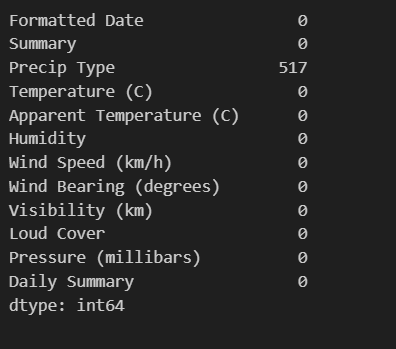 Formatted Date 0
Summary 0
Precip Type 517
Temperature (C) 0
Apparent Temperature (C) 0
Humidity 0
Wind Speed (km/h) 0
Wind Bearing (degrees) 0
Visibility (km) 0
Loud Cover 0
Pressure (millibars) 0
Daily Summary 0
dtype: int64